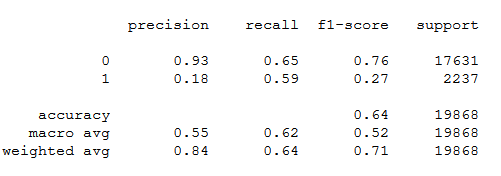 precision recall f1-score support
0 0.93 0.65 0.76 17631
1 0.18 0.59 0.27 2237
accuracy 0.64 19868
macro avg 0.55 0.62 0.52 19868
weighted avg 0.84 0.64 0.71 19868